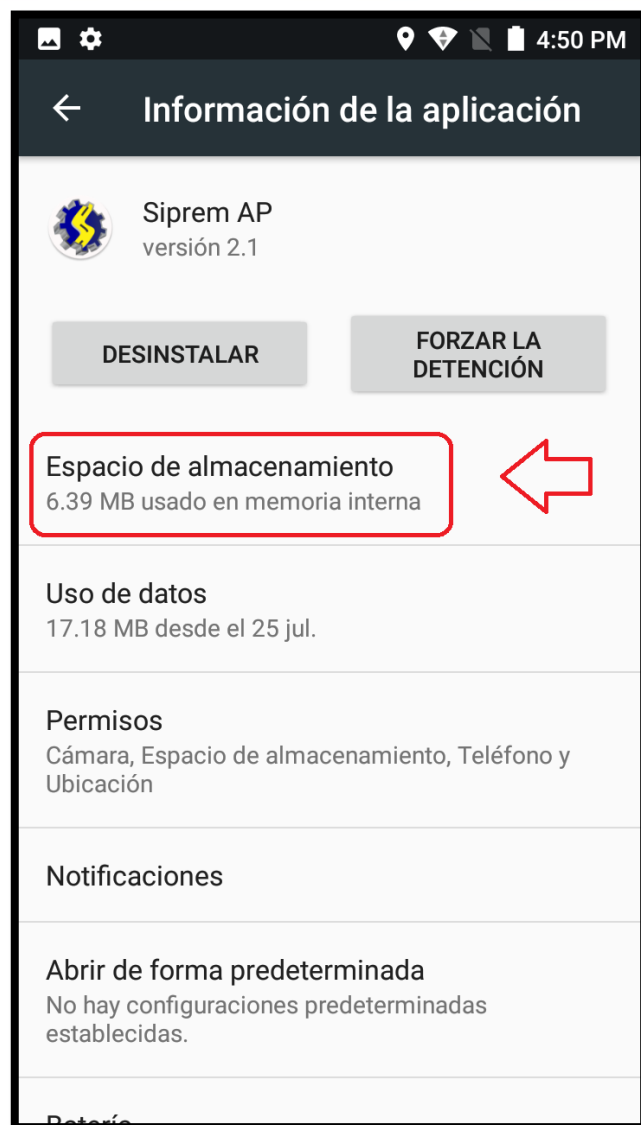 4:50 PM
Información de la aplicación
Siprem AP
versión 2.1
DESINSTALAR
FORZAR LA
DETENCIÓN
Espacio de almacenamiento
6.39 MB usado en memoria interna
Uso de datos
17.18 MB desde el 25 jul.
Permisos
Cámara, Espacio de almacenamiento, Teléfono y
Ubicación
Notificaciones
Abrir de forma predeterminada
No hay configuraciones predeterminadas
establecidas.
Batería